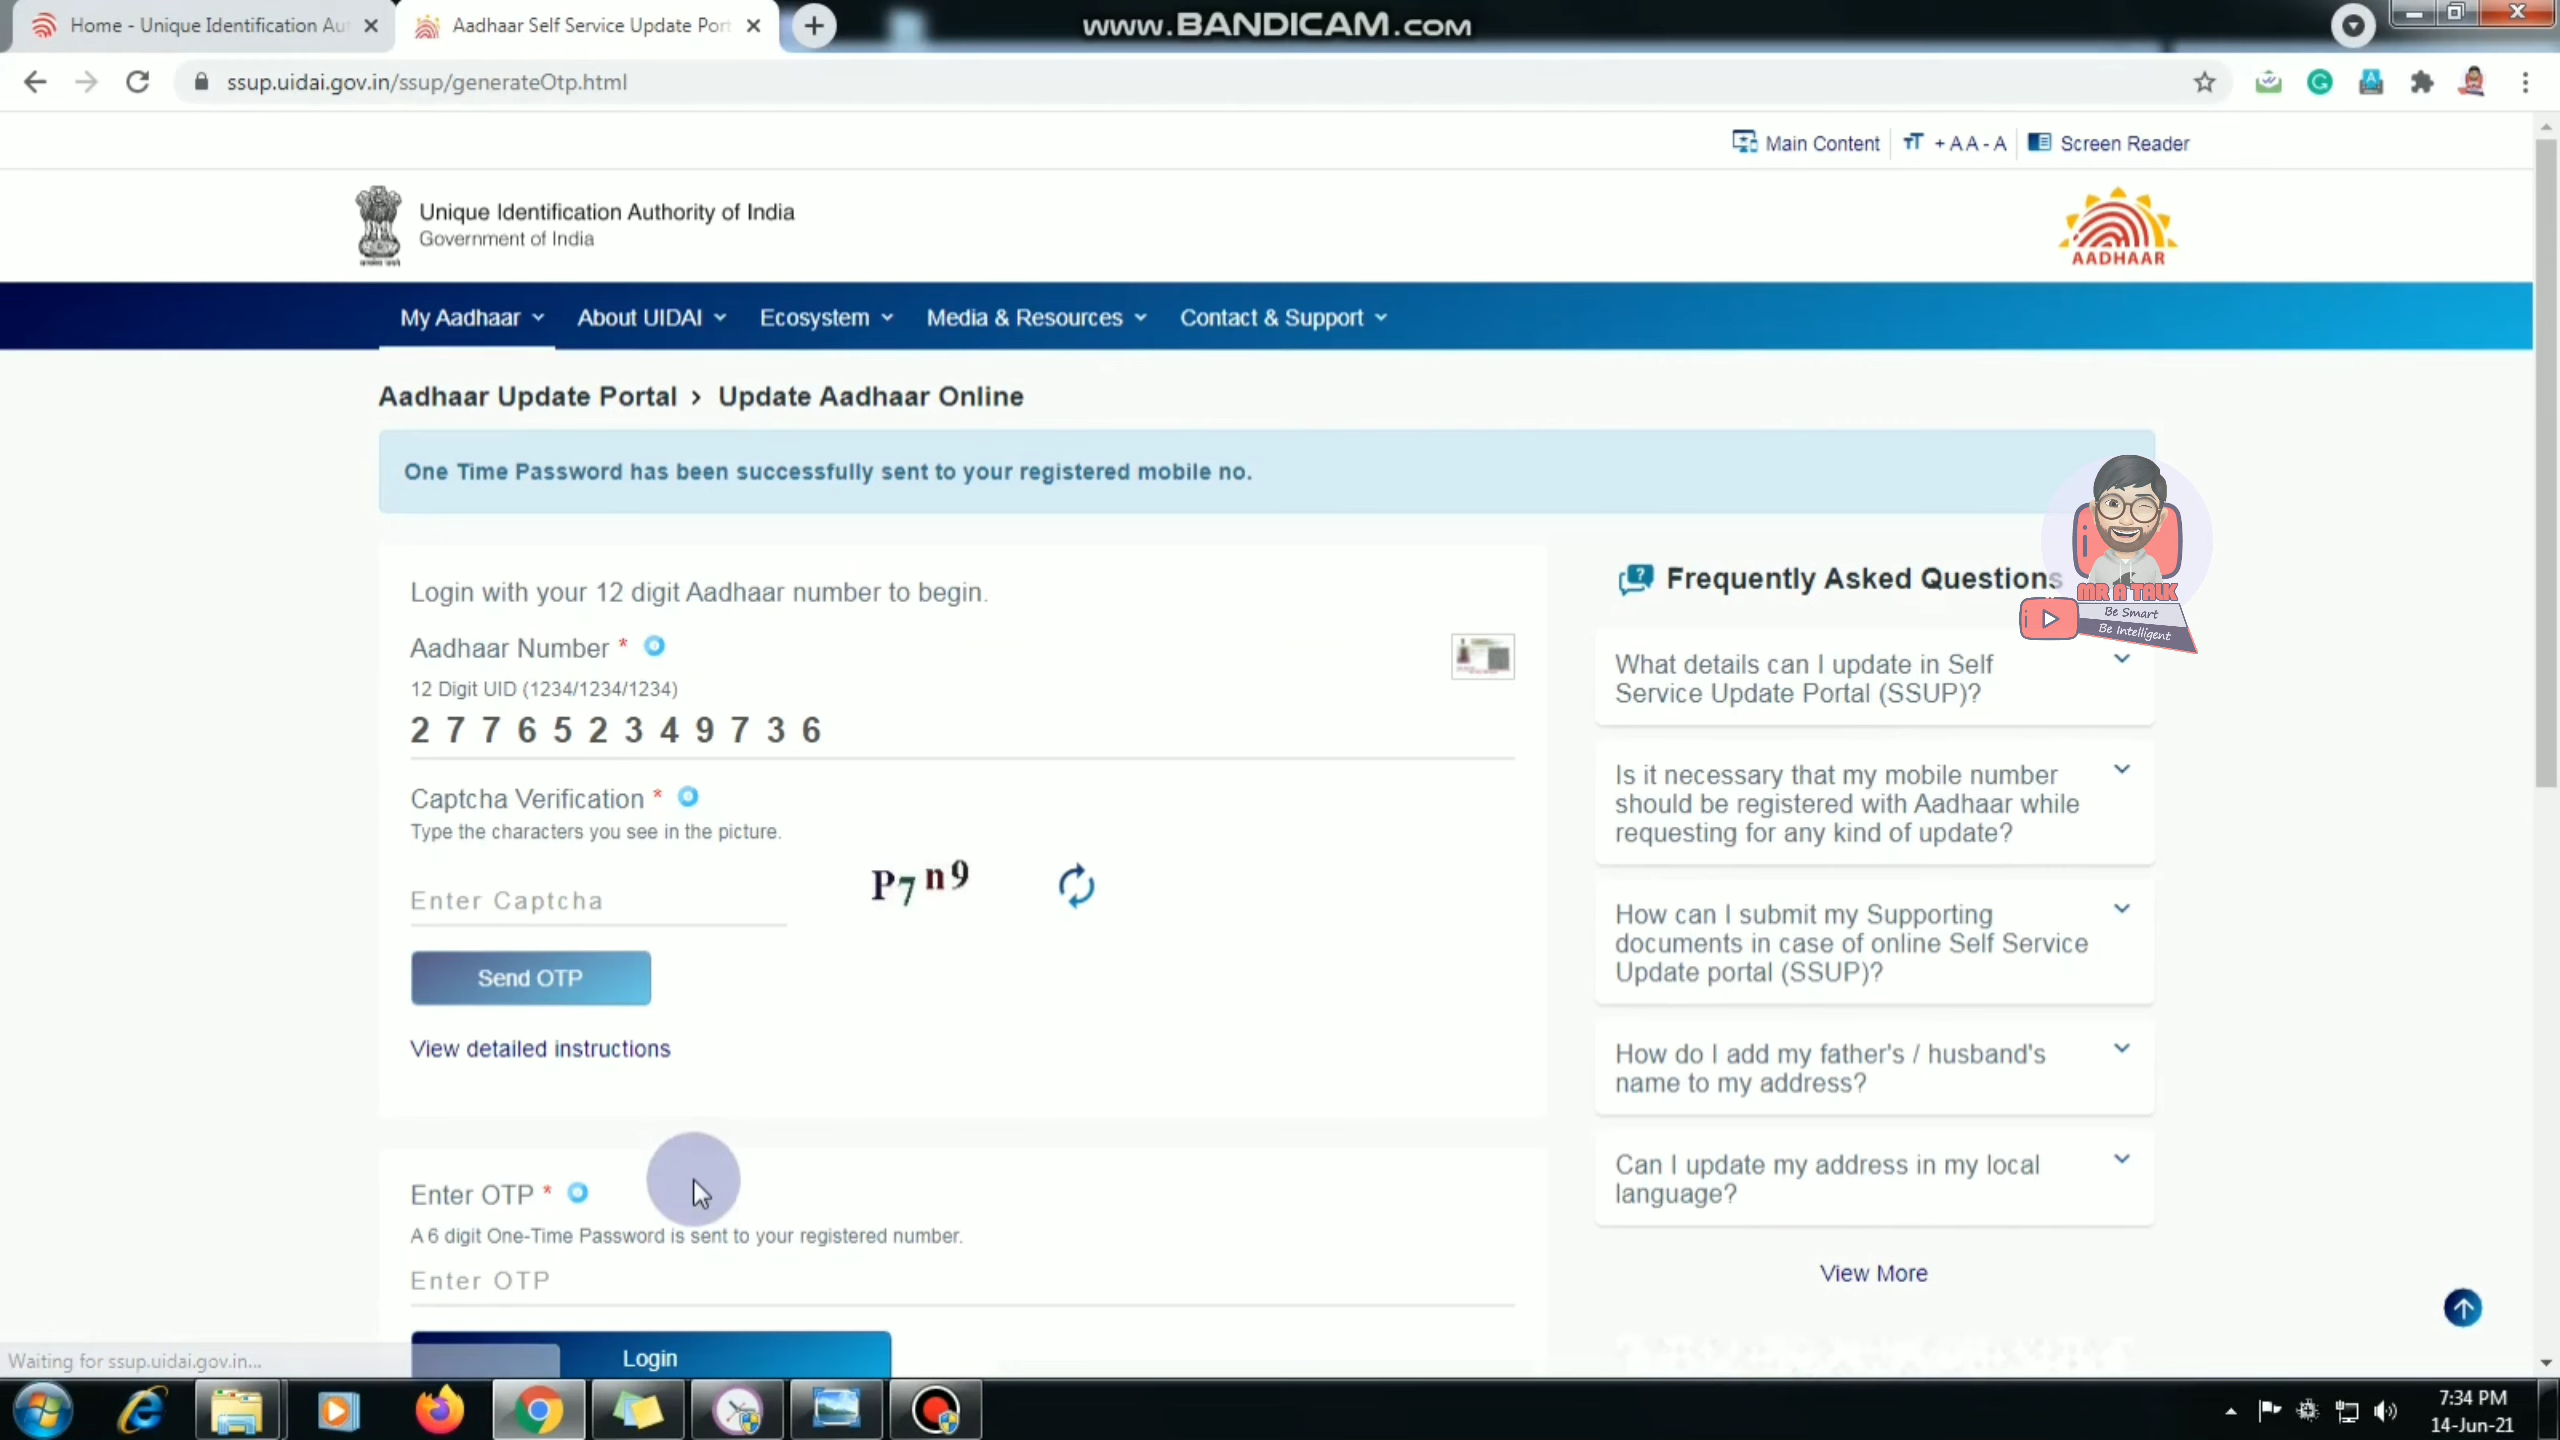 Home - Unique Identification Au
Aadhaar Self Service Update Port
www.BANDICAM.com
ssup.uidai.gov.in/ssup/generateOtp.html
Main Content
+ A A - A
Screen Reader
Unique Identification Authority of India
Government of India
AADHAAR
My Aadhaar
About UIDAI
Ecosystem
Media & Resources
Contact & Support
Aadhaar Update Portal > Update Aadhaar Online
One Time Password has been successfully sent to your registered mobile no.
Login with your 12 digit Aadhaar number to begin.
Aadhaar Number *
12 Digit UID (1234/1234/1234)
2 7 7 6 5 2 3 4 9 7 3 6
Captcha Verification *
Type the characters you see in the picture.
Enter Captcha
P7n9
Send OTP
View detailed instructions
Enter OTP *
A 6 digit One-Time Password is sent to your registered number.
Enter OTP
Login
Frequently Asked Questions
MR A TALK
Be Smart
Be Intelligent
What details can I update in Self
Service Update Portal (SSUP)?
Is it necessary that my mobile number
should be registered with Aadhaar while
requesting for any kind of update?
How can I submit my Supporting
documents in case of online Self Service
Update portal (SSUP)?
How do I add my father's / husband's
name to my address?
Can I update my address in my local
language?
View More
Waiting for ssup.uidai.gov.in...
7:34 PM
14-Jun-21